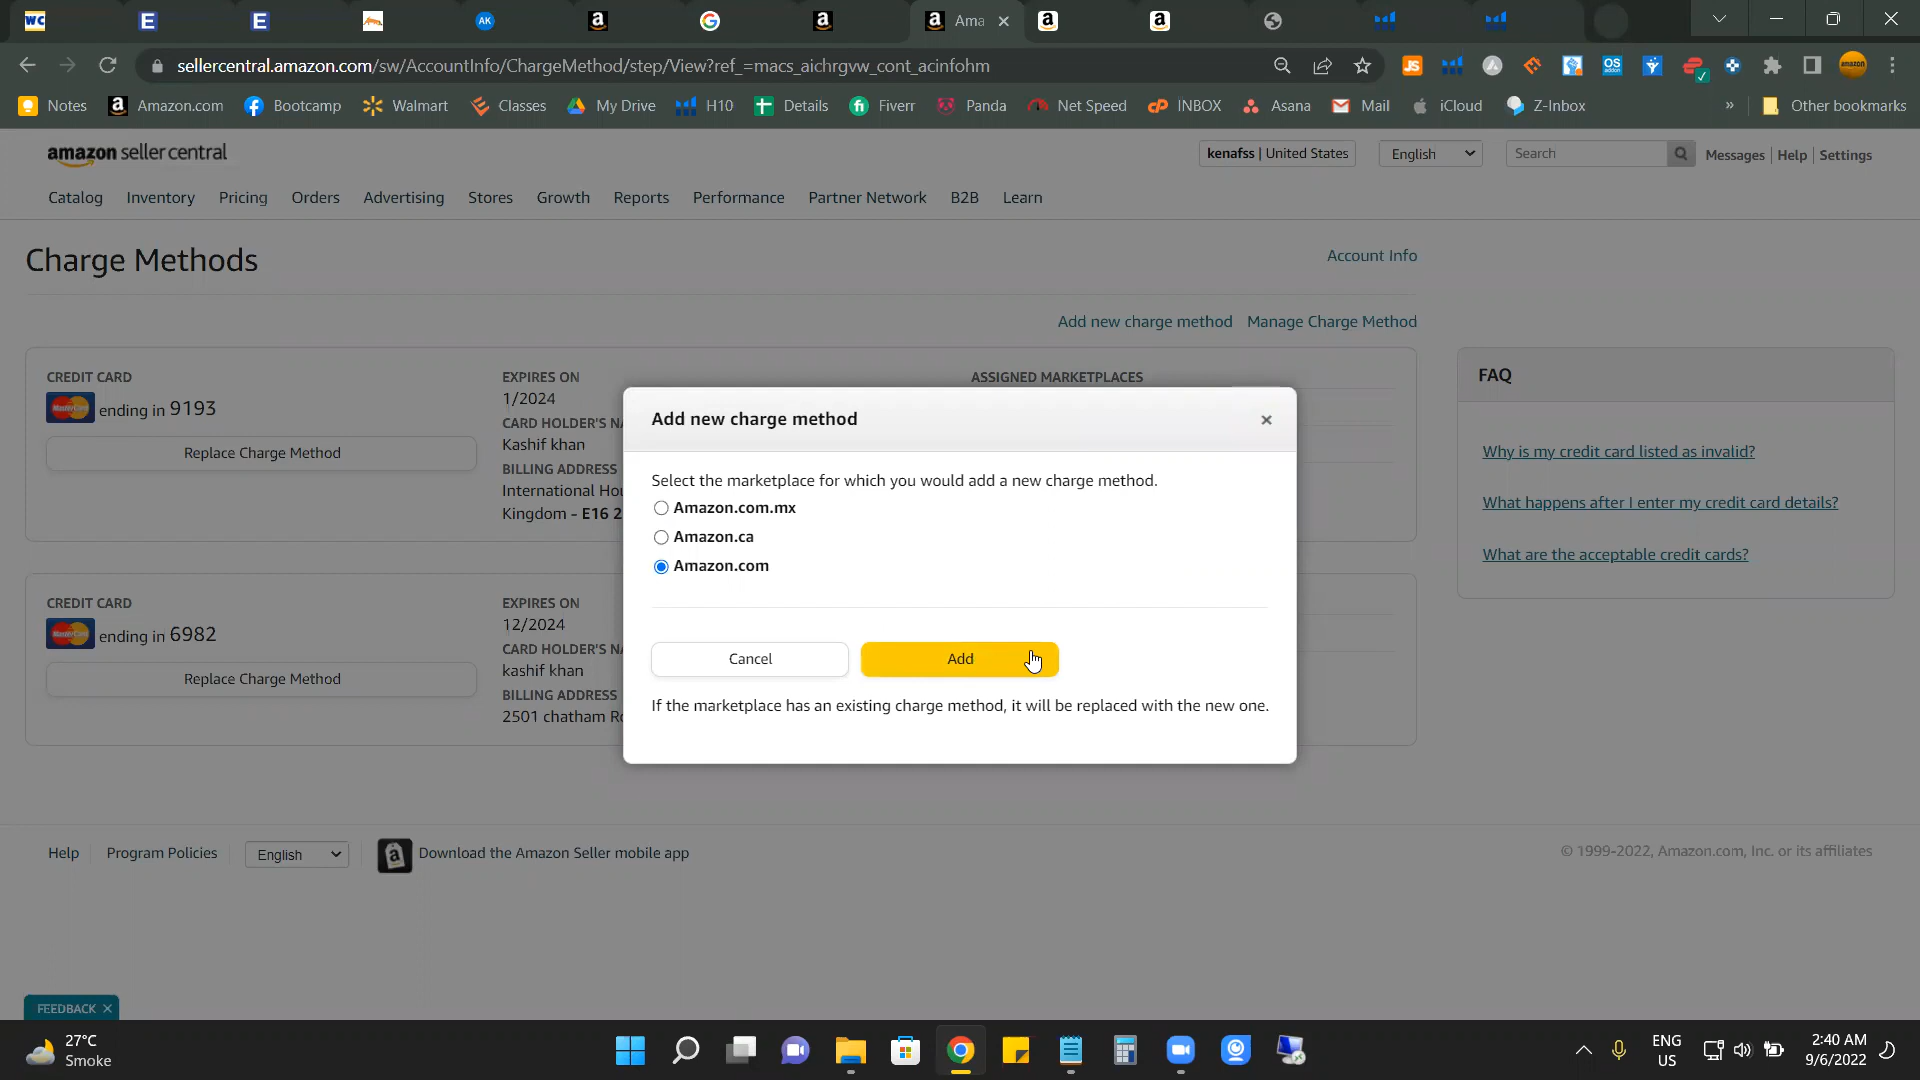 WC
E
E
AK
Ama
sellercentral.amazon.com/sw/AccountInfo/ChargeMethod/step/View?ref_=macs_aichrgvw_cont_acinfohm
Notes
Amazon.com
Bootcamp
Walmart
Classes
My Drive
H10
Details
Fiverr
Panda
Net Speed
INBOX
Asana
Mail
iCloud
Z-Inbox
»
Other bookmarks
amazon seller central
kenafss | United States
English
Search
Messages | Help | Settings
Catalog Inventory Pricing Orders Advertising Stores Growth Reports Performance Partner Network B2B Learn
Charge Methods
Account Info
Add new charge method Manage Charge Method
CREDIT CARD
MasterCard ending in 9193
Replace Charge Method
EXPIRES ON
1/2024
CARD HOLDER'S NA
Kashif khan
BILLING ADDRESS
International Hou
Kingdom - E16 2
ASSIGNED MARKETPLACES
CREDIT CARD
MasterCard ending in 6982
Replace Charge Method
EXPIRES ON
12/2024
CARD HOLDER'S NA
kashif khan
BILLING ADDRESS
2501 chatham Ro
Add new charge method
Select the marketplace for which you would add a new charge method.
Amazon.com.mx
Amazon.ca
Amazon.com
Cancel
Add
If the marketplace has an existing charge method, it will be replaced with the new one.
FAQ
Why is my credit card listed as invalid?
What happens after I enter my credit card details?
What are the acceptable credit cards?
Help
Program Policies
English
Download the Amazon Seller mobile app
© 1999-2022, Amazon.com, Inc. or its affiliates
FEEDBACK
27°C
Smoke
ENG
US
2:40 AM
9/6/2022